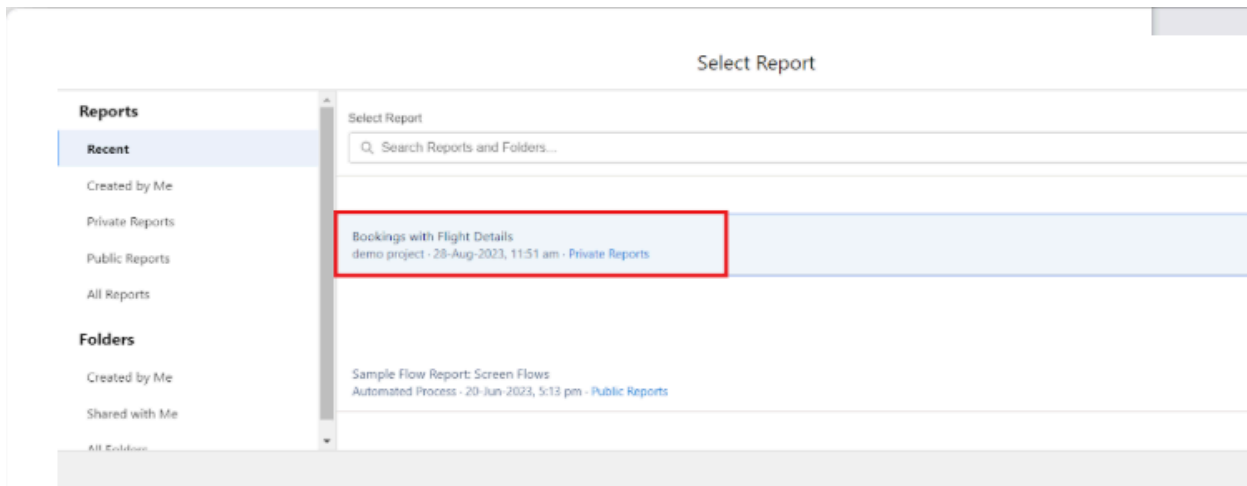 Select Report
Reports
Recent
Created by Me
Private Reports
Public Reports
All Reports
Folders
Created by Me
Shared with Me
All Folders
Select Report
Search Reports and Folders...
Bookings with Flight Details
demo project - 28-Aug-2023, 11:51 am - Private Reports
Sample Flow Report: Screen Flows
Automated Process - 20-Jun-2023, 5:13 pm - Public Reports